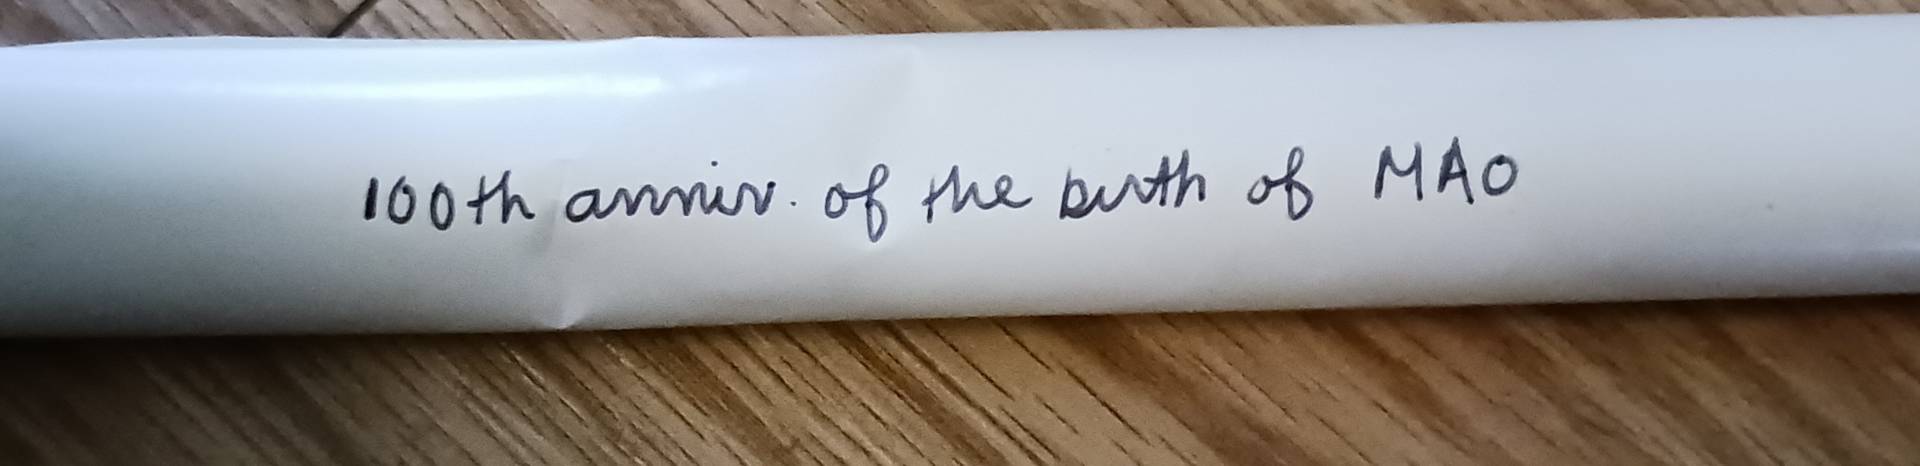 100th anniv. of the birth of MAO